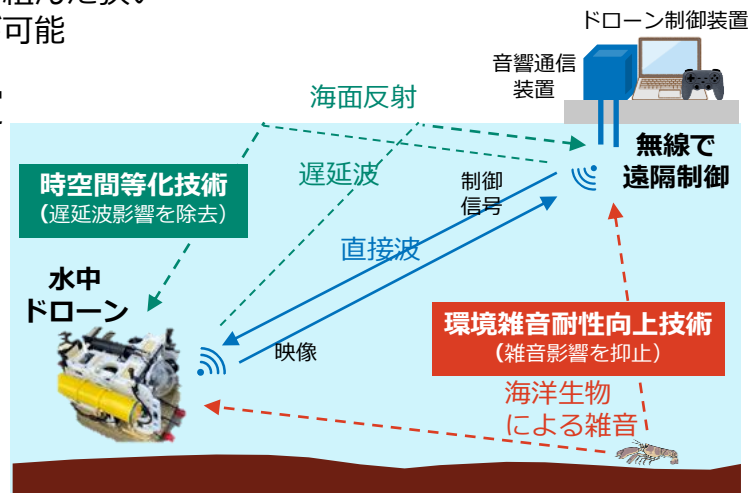 可能
ドローン制御装置
音響通信
装置
海面反射
無線で
遠隔制御
時空間等化技術
(遅延波影響を除去)
遅延波
制御
信号
直接波
水中
ドローン
映像
環境雑音耐性向上技術
(雑音影響を抑止)
海洋生物
による雑音